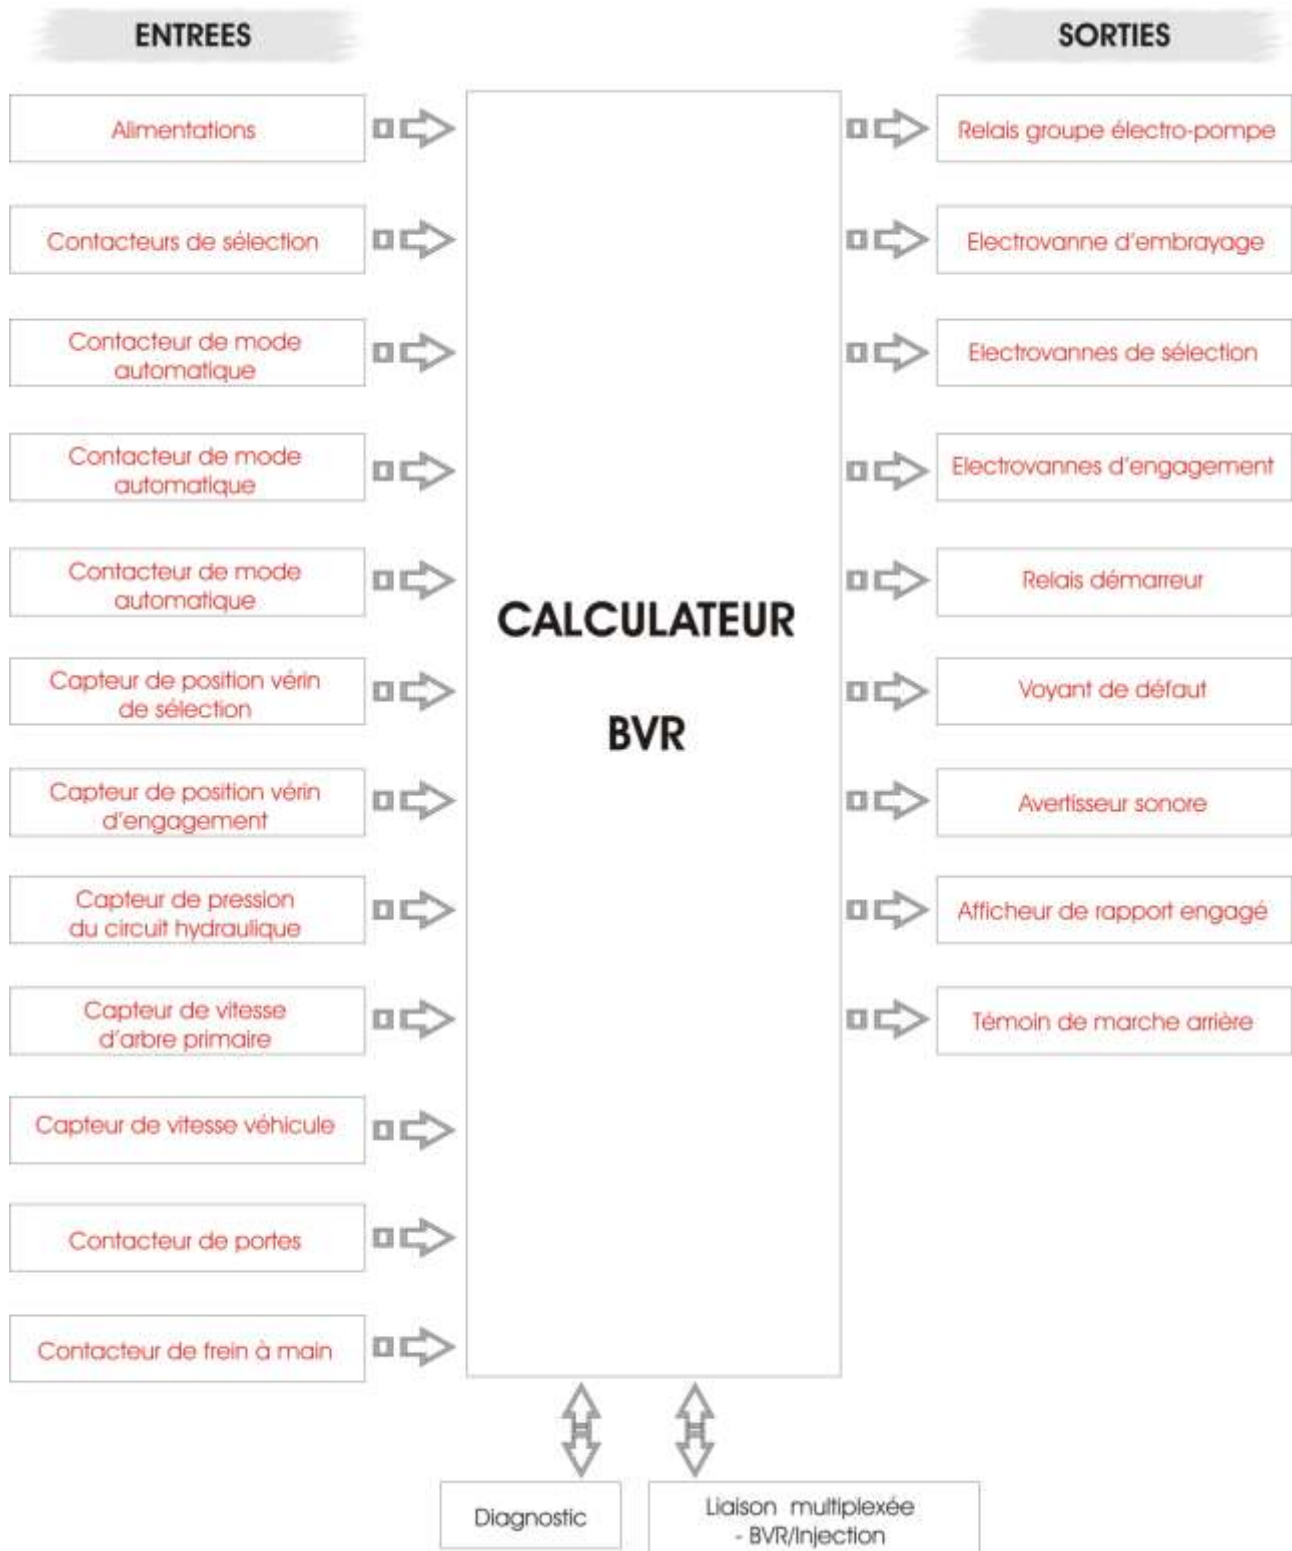 ENTREES
SORTIES
Alimentations
Relais groupe électro-pompe
Contacteurs de sélection
Electrovanne d'embrayage
Contacteur de mode
automatique
Electrovannes de sélection
Contacteur de mode
automatique
Electrovannes d'engagement
Contacteur de mode
automatique
Relais démarreur
CALCULATEUR
BVR
Capteur de position vérin
de sélection
Voyant de défaut
Capteur de position vérin
d'engagement
Avertisseur sonore
Capteur de pression
du circuit hydraulique
Afficheur de rapport engagé
Capteur de vitesse
d'arbre primaire
Témoin de marche arrière
Capteur de vitesse véhicule
Contacteur de portes
Contacteur de frein à main
Diagnostic
Liaison multiplexée
- BVR/Injection